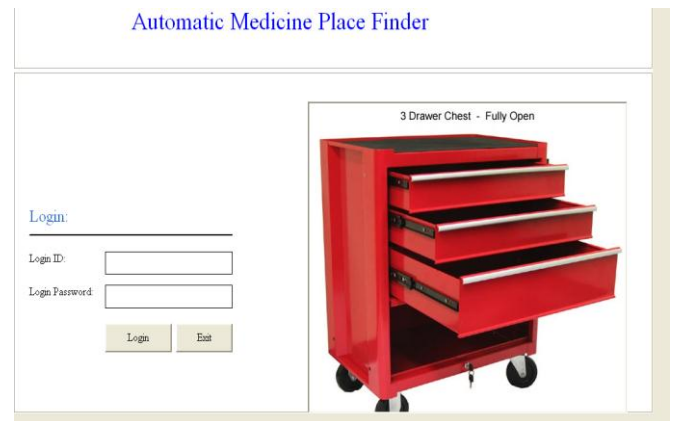 Automatic Medicine Place Finder
3 Drawer Chest - Fully Open
Login:
Login ID:
Login Password:
Login Exit